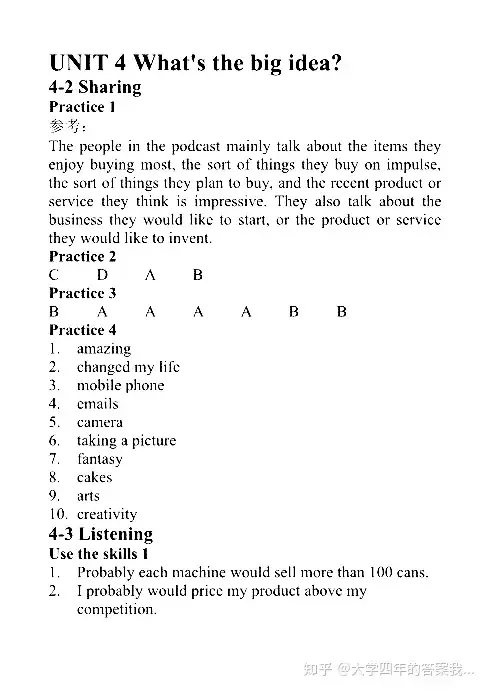 UNIT 4 What's the big idea?
4-2 Sharing
Practice 1
参考:
The people in the podcast mainly talk about the items they
enjoy buying most, the sort of things they buy on impulse,
the sort of things they plan to buy, and the recent product or
service they think is impressive. They also talk about the
business they would like to start, or the product or service
they would like to invent.
Practice 2
C D A B
Practice 3
B A A A A B B
Practice 4
1. amazing
2. changed my life
3. mobile phone
4. emails
5. camera
6. taking a picture
7. fantasy
8. cakes
9. arts
10. creativity
4-3 Listening
Use the skills 1
1. Probably each machine would sell more than 100 cans.
2. I probably would price my product above my
competition.
知乎 @大学四年的答案我...